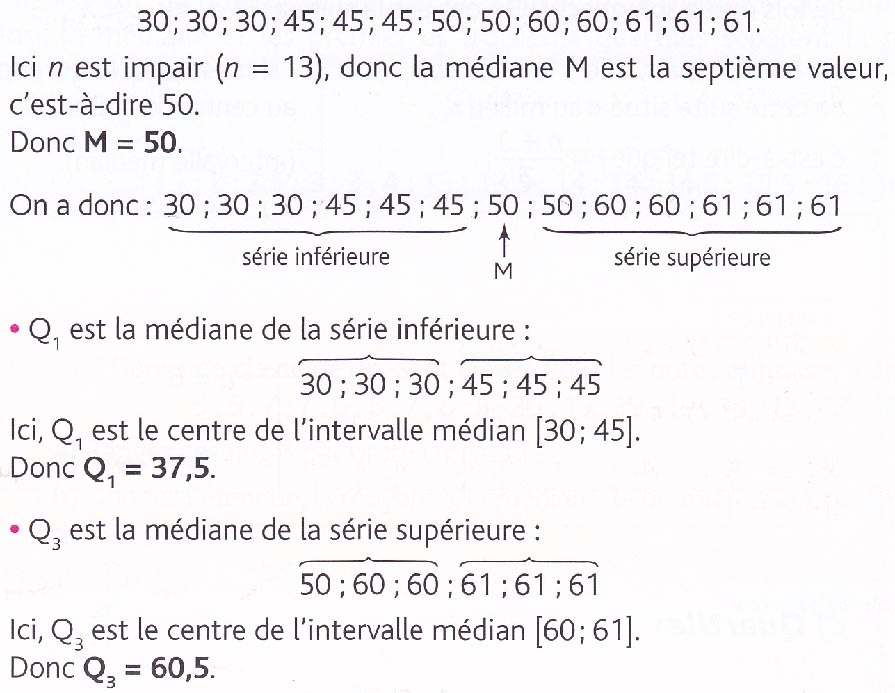 30; 30; 30; 45; 45; 45; 50; 50; 60; 60; 61; 61; 61.
Ici n est impair (n = 13), donc la médiane M est la septième valeur,
c'est-à-dire 50.
Donc M = 50.
On a donc : 30 ; 30 ; 30 ; 45 ; 45 ; 45 ; 50 ; 50 ; 60 ; 60 ; 61 ; 61 ; 61
série inférieure M série supérieure
• Q₁ est la médiane de la série inférieure :
30 ; 30 ; 30 ; 45 ; 45 ; 45
Ici, Q₁ est le centre de l'intervalle médian [30; 45].
Donc Q₁ = 37,5.
• Q₃ est la médiane de la série supérieure :
50 ; 60 ; 60 ; 61 ; 61 ; 61
Ici, Q₃ est le centre de l'intervalle médian [60; 61].
Donc Q₃ = 60,5.